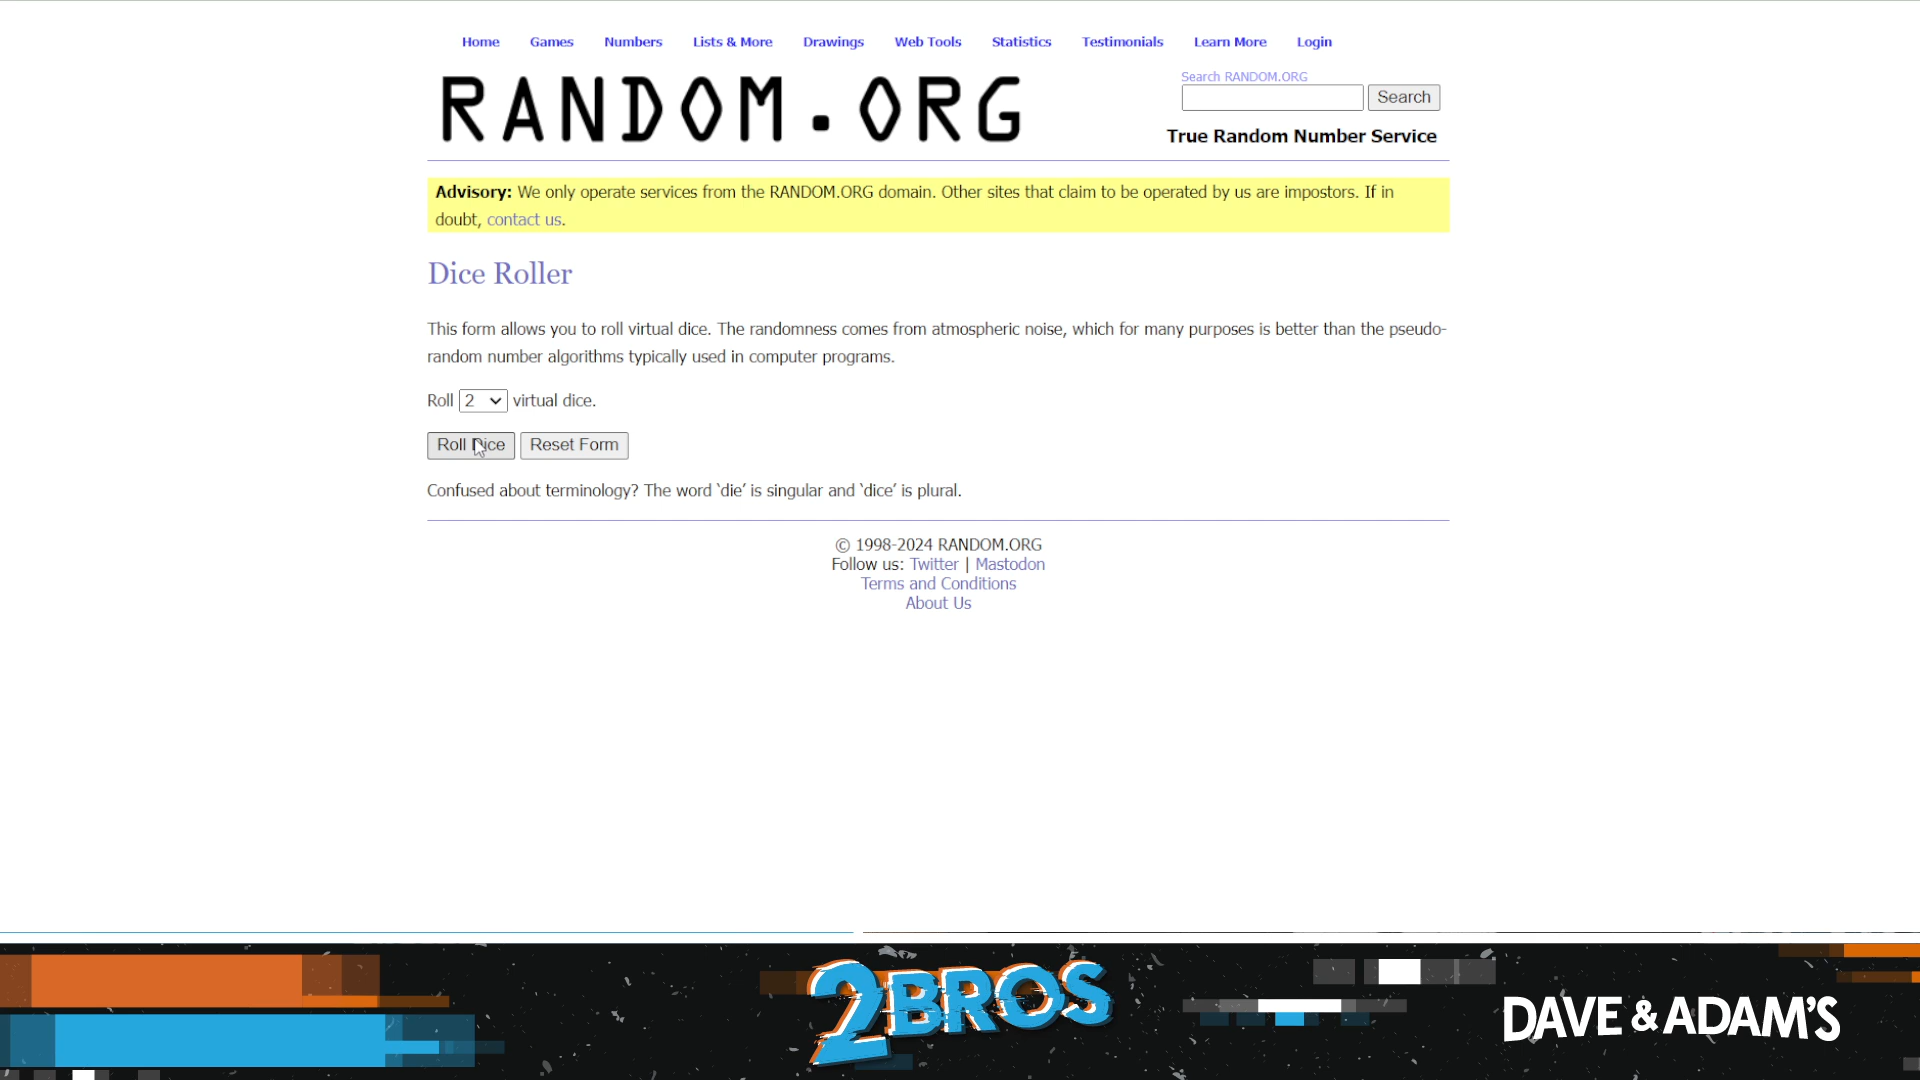 Home Games Numbers Lists & More Drawings Web Tools Statistics Testimonials Learn More Login
RANDOM.ORG
Search RANDOM.ORG
Search
True Random Number Service
Advisory: We only operate services from the RANDOM.ORG domain. Other sites that claim to be operated by us are impostors. If in
doubt, contact us.
Dice Roller
This form allows you to roll virtual dice. The randomness comes from atmospheric noise, which for many purposes is better than the pseudo-
random number algorithms typically used in computer programs.
Roll 2 virtual dice.
Roll Dice Reset Form
Confused about terminology? The word ‘die’ is singular and ‘dice’ is plural.
© 1998-2024 RANDOM.ORG
Follow us: Twitter | Mastodon
Terms and Conditions
About Us
2BROS
DAVE & ADAM'S